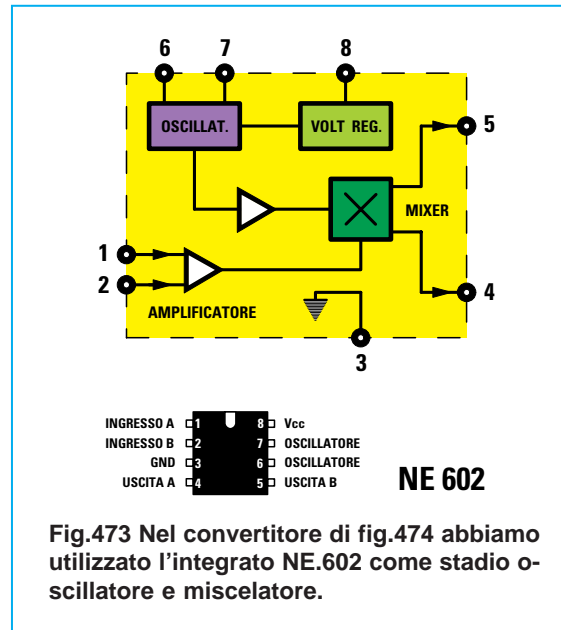 6 7 8
OSCILLAT. VOLT REG.
5
MIXER
1
2
4
AMPLIFICATORE
3
INGRESSO A 1 8 Vcc
INGRESSO B 2 7 OSCILLATORE
GND 3 6 OSCILLATORE
USCITA A 4 5 USCITA B
NE 602
Fig.473 Nel convertitore di fig.474 abbiamo
utilizzato l'integrato NE.602 come stadio o-
scillatore e miscelatore.